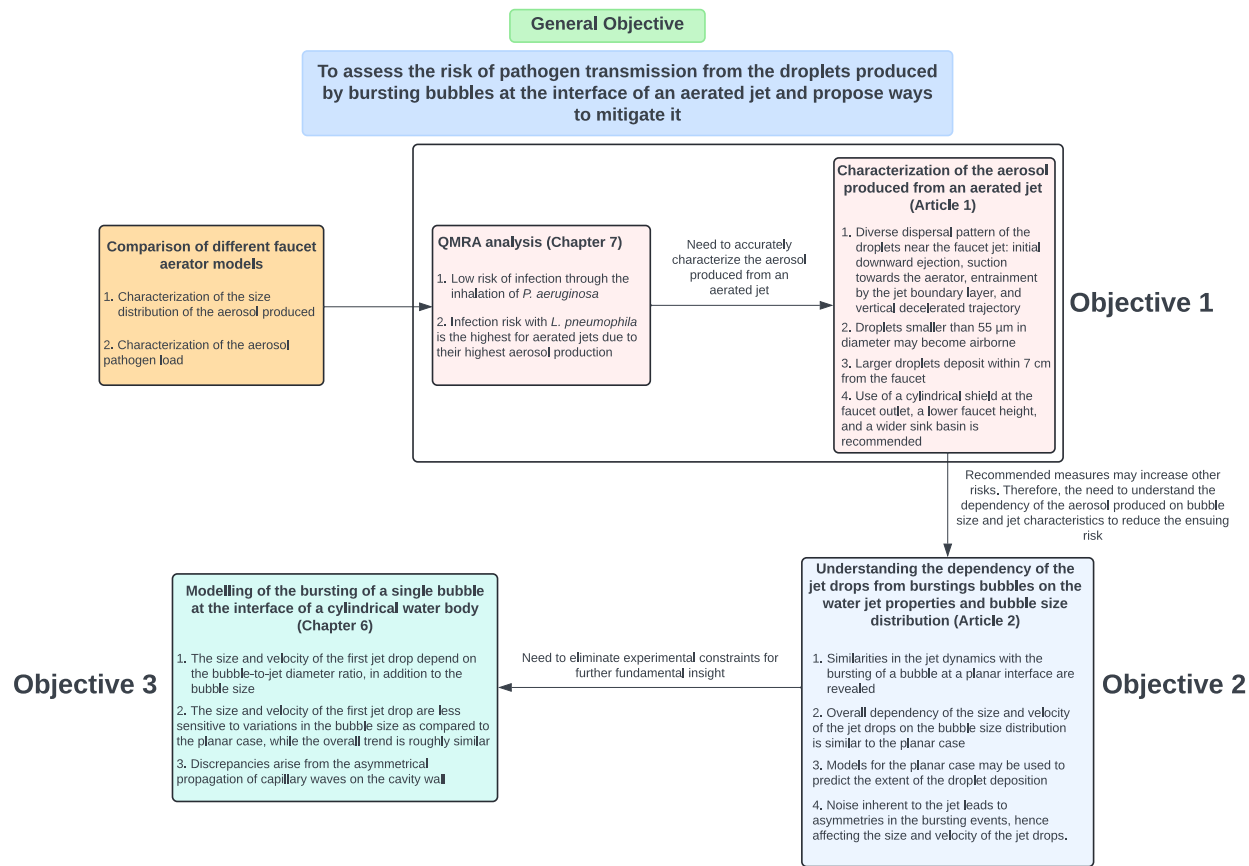 General Objective
To assess the risk of pathogen transmission from the droplets produced
by bursting bubbles at the interface of an aerated jet and propose ways
to mitigate it
Comparison of different faucet
aerator models
1. Characterization of the size
distribution of the aerosol produced
2. Characterization of the aerosol
pathogen load
QMRA analysis (Chapter 7)
1. Low risk of infection through the
inhalation of P. aeruginosa
2. Infection risk with L. pneumophila
is the highest for aerated jets due to
their highest aerosol production
Need to accurately
characterize the aerosol
produced from an
aerated jet
Characterization of the aerosol
produced from an aerated jet
(Article 1)
1. Diverse dispersal pattern of the
droplets near the faucet jet: initial
downward ejection, suction
towards the aerator, entrainment
by the jet boundary layer, and
vertical decelerated trajectory
2. Droplets smaller than 55 µm in
diameter may become airborne
3. Larger droplets deposit within 7 cm
from the faucet
4. Use of a cylindrical shield at the
faucet outlet, a lower faucet height,
and a wider sink basin is
recommended
Objective 1
Recommended measures may increase other
risks. Therefore, the need to understand the
dependency of the aerosol produced on bubble
size and jet characteristics to reduce the ensuing
risk
Understanding the dependency of the
jet drops from burstings bubbles on the
water jet properties and bubble size
distribution (Article 2)
1. Similarities in the jet dynamics with the
bursting of a bubble at a planar interface are
revealed
2. Overall dependency of the size and velocity
of the jet drops on the bubble size distribution
is similar to the planar case
3. Models for the planar case may be used to
predict the extent of the droplet deposition
4. Noise inherent to the jet leads to
asymmetries in the bursting events, hence
affecting the size and velocity of the jet drops.
Objective 2
Need to eliminate experimental constraints for
further fundamental insight
Modelling of the bursting of a single bubble
at the interface of a cylindrical water body
(Chapter 6)
1. The size and velocity of the first jet drop depend on
the bubble-to-jet diameter ratio, in addition to the
bubble size
2. The size and velocity of the first jet drop are less
sensitive to variations in the bubble size as compared to
the planar case, while the overall trend is roughly similar
3. Discrepancies arise from the asymmetrical
propagation of capillary waves on the cavity wall
Objective 3